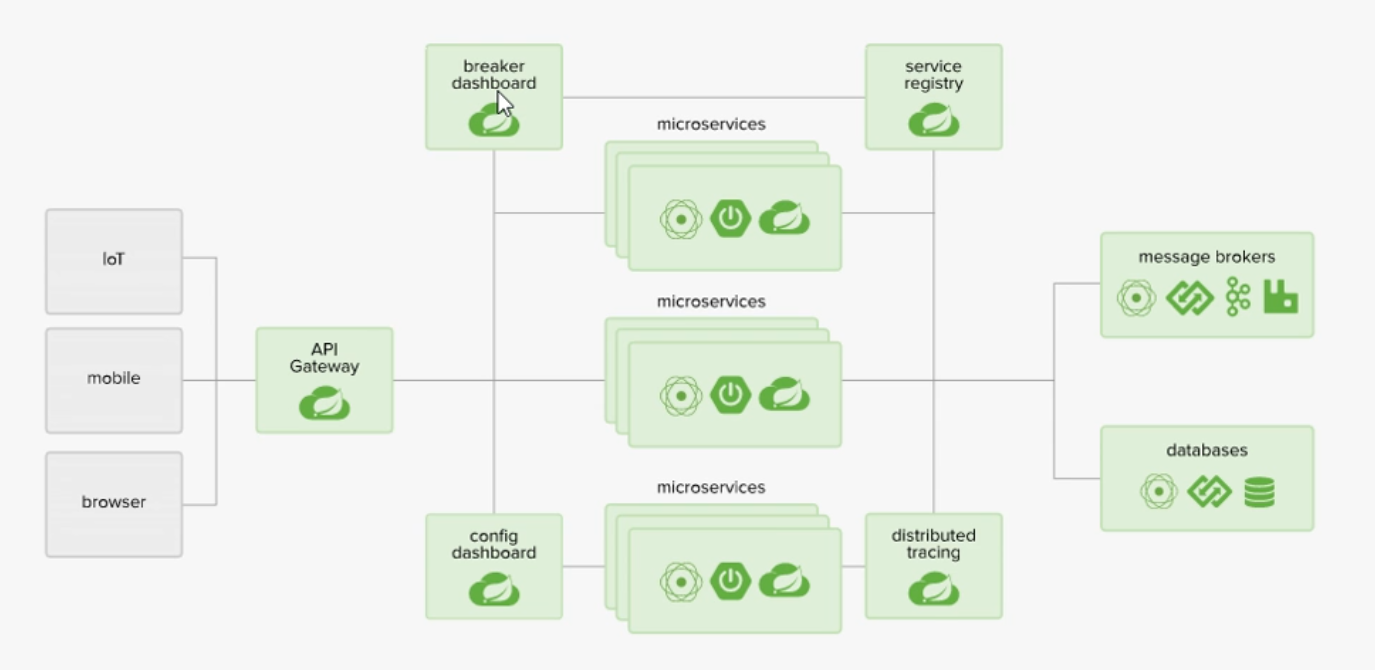 breaker
dashboard
service
registry
microservices
IoT
mobile
browser
API
Gateway
microservices
message brokers
databases
microservices
config
dashboard
distributed
tracing